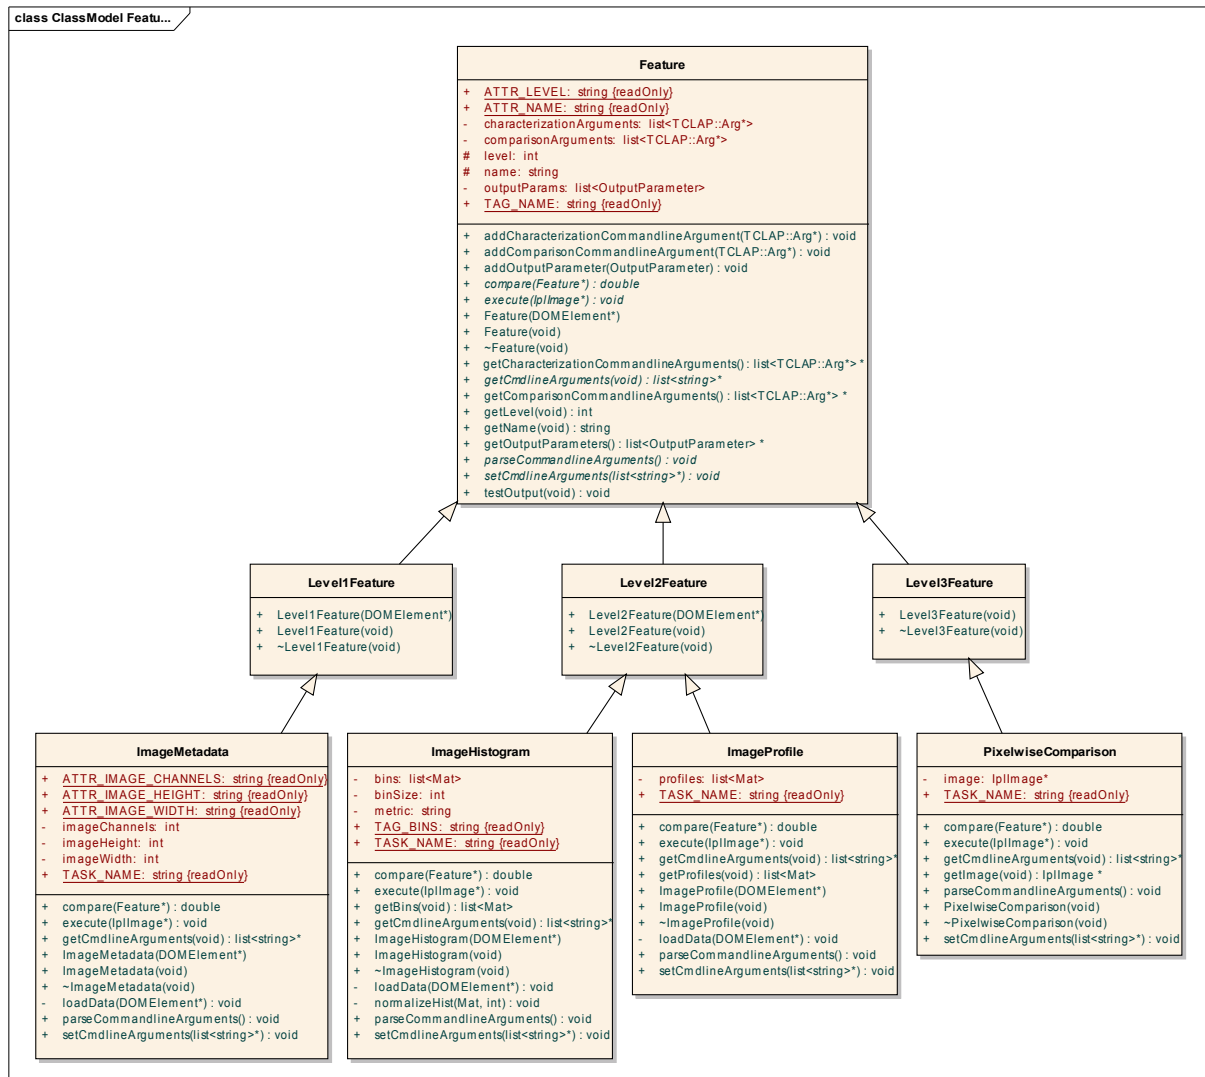 class ClassModel Featu...
Feature
+ ATTR_LEVEL: string {readOnly}
+ ATTR_NAME: string {readOnly}
- characterizationArguments: list<TCLAP::Arg*>
- comparisonArguments: list<TCLAP::Arg*>
# level: int
# name: string
- outputParams: list<OutputParameter>
+ TAG_NAME: string {readOnly}
+ addCharacterizationCommandlineArgument(TCLAP::Arg*) : void
+ addComparisonCommandlineArgument(TCLAP::Arg*) : void
+ addOutputParameter(OutputParameter) : void
+ compare(Feature*) : double
+ execute(IplImage*) : void
+ Feature(DOMElement*)
+ Feature(void)
+ ~Feature(void)
+ getCharacterizationCommandlineArguments() : list<TCLAP::Arg*> *
+ getCmdlineArguments(void) : list<string>*
+ getComparisonCommandlineArguments() : list<TCLAP::Arg*> *
+ getLevel(void) : int
+ getName(void) : string
+ getOutputParameters() : list<OutputParameter> *
+ parseCommandlineArguments() : void
+ setCmdlineArguments(list<string>*) : void
+ testOutput(void) : void
Level1Feature
+ Level1Feature(DOMElement*)
+ Level1Feature(void)
+ ~Level1Feature(void)
Level2Feature
+ Level2Feature(DOMElement*)
+ Level2Feature(void)
+ ~Level2Feature(void)
Level3Feature
+ Level3Feature(void)
+ ~Level3Feature(void)
ImageMetadata
+ ATTR_IMAGE_CHANNELS: string {readOnly}
+ ATTR_IMAGE_HEIGHT: string {readOnly}
+ ATTR_IMAGE_WIDTH: string {readOnly}
- imageChannels: int
- imageHeight: int
- imageWidth: int
+ TASK_NAME: string {readOnly}
+ compare(Feature*) : double
+ execute(IplImage*) : void
+ getCmdlineArguments(void) : list<string>*
+ ImageMetadata(DOMElement*)
+ ImageMetadata(void)
+ ~ImageMetadata(void)
- loadData(DOMElement*) : void
+ parseCommandlineArguments() : void
+ setCmdlineArguments(list<string>*) : void
ImageHistogram
- bins: list<Mat>
- binSize: int
- metric: string
+ TAG_BINS: string {readOnly}
+ TASK_NAME: string {readOnly}
+ compare(Feature*) : double
+ execute(IplImage*) : void
+ getBins(void) : list<Mat>
+ getCmdlineArguments(void) : list<string>*
+ ImageHistogram(DOMElement*)
+ ImageHistogram(void)
+ ~ImageHistogram(void)
- loadData(DOMElement*) : void
- normalizeHist(Mat, int) : void
+ parseCommandlineArguments() : void
+ setCmdlineArguments(list<string>*) : void
ImageProfile
- profiles: list<Mat>
+ TASK_NAME: string {readOnly}
+ compare(Feature*) : double
+ execute(IplImage*) : void
+ getCmdlineArguments(void) : list<string>*
+ getProfiles(void) : list<Mat>
+ ImageProfile(DOMElement*)
+ ImageProfile(void)
+ ~ImageProfile(void)
- loadData(DOMElement*) : void
+ parseCommandlineArguments() : void
+ setCmdlineArguments(list<string>*) : void
PixelwiseComparison
- image: IplImage*
+ TASK_NAME: string {readOnly}
+ compare(Feature*) : double
+ execute(IplImage*) : void
+ getCmdlineArguments(void) : list<string>*
+ getImage(void) : IplImage *
+ parseCommandlineArguments() : void
+ PixelwiseComparison(void)
+ ~PixelwiseComparison(void)
+ setCmdlineArguments(list<string>*) : void